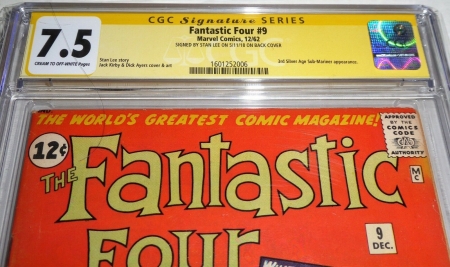 CGC Signature SERIES
7.5
CREAM TO OFF-WHITE Pages
Fantastic Four #9
Marvel Comics, 12/62
SIGNED BY STAN LEE ON 5/11/18 ON BACK COVER
Stan Lee story
Jack Kirby & Dick Ayers cover & art
1601252006
3rd Silver Age Sub-Mariner appearance.
THE WORLD'S GREATEST COMIC MAGAZINE!
12¢
APPROVED
BY THE
COMICS
CODE
AUTHORITY
THE
Fantastic
Four
MC
9
DEC.